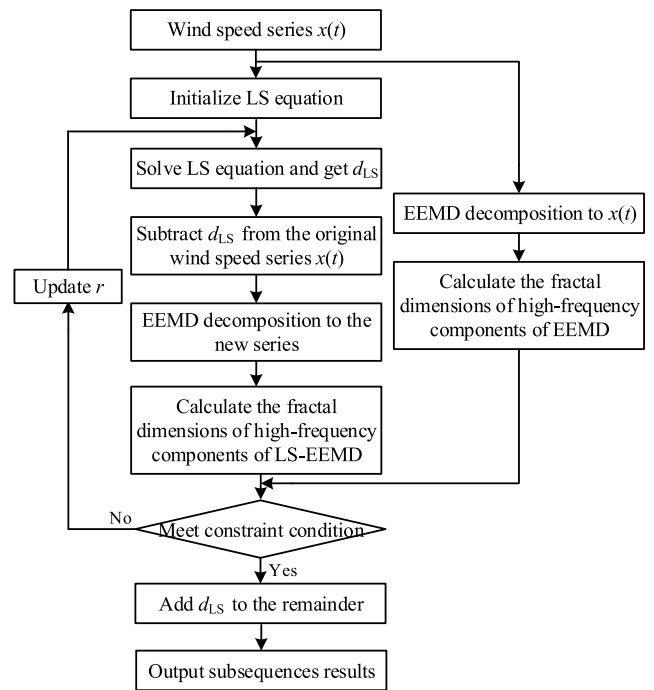 Wind speed series x(t)
Initialize LS equation
Solve LS equation and get dLS
Subtract dLS from the original
wind speed series x(t)
Update r
EEMD decomposition to the
new series
Calculate the fractal
dimensions of high-frequency
components of LS-EEMD
EEMD decomposition to x(t)
Calculate the fractal
dimensions of high-frequency
components of EEMD
No
Meet constraint condition
Yes
Add dLS to the remainder
Output subsequences results